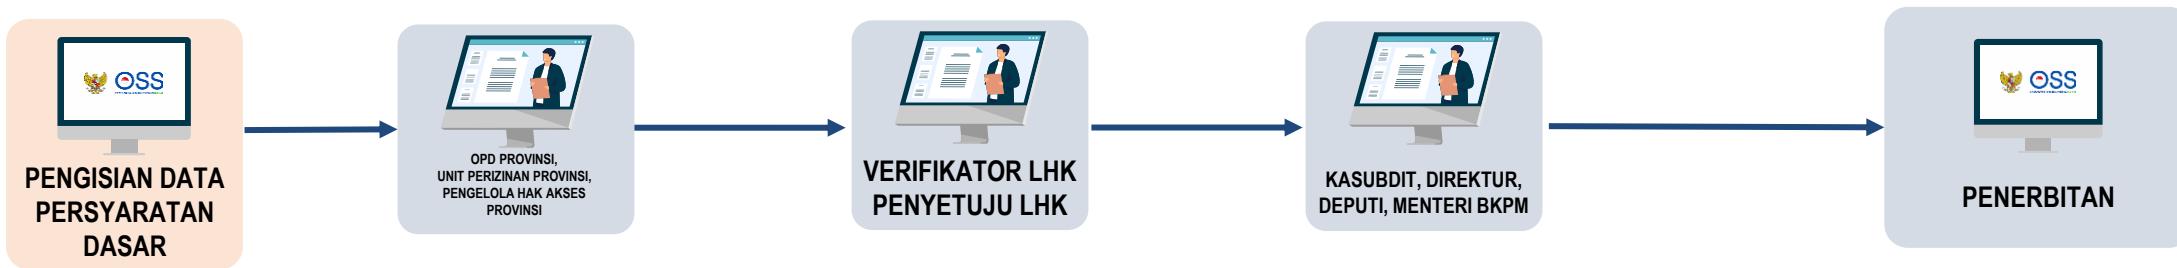 OSS
PENGISIAN DATA
PERSYARATAN
DASAR
OPD PROVINSI,
UNIT PERIZINAN PROVINSI,
PENGELOLA HAK AKSES
PROVINSI
VERIFIKATOR LHK
PENYETUJU LHK
KASUBDIT, DIREKTUR,
DEPUTI, MENTERI BKPM
OSS
PENERBITAN